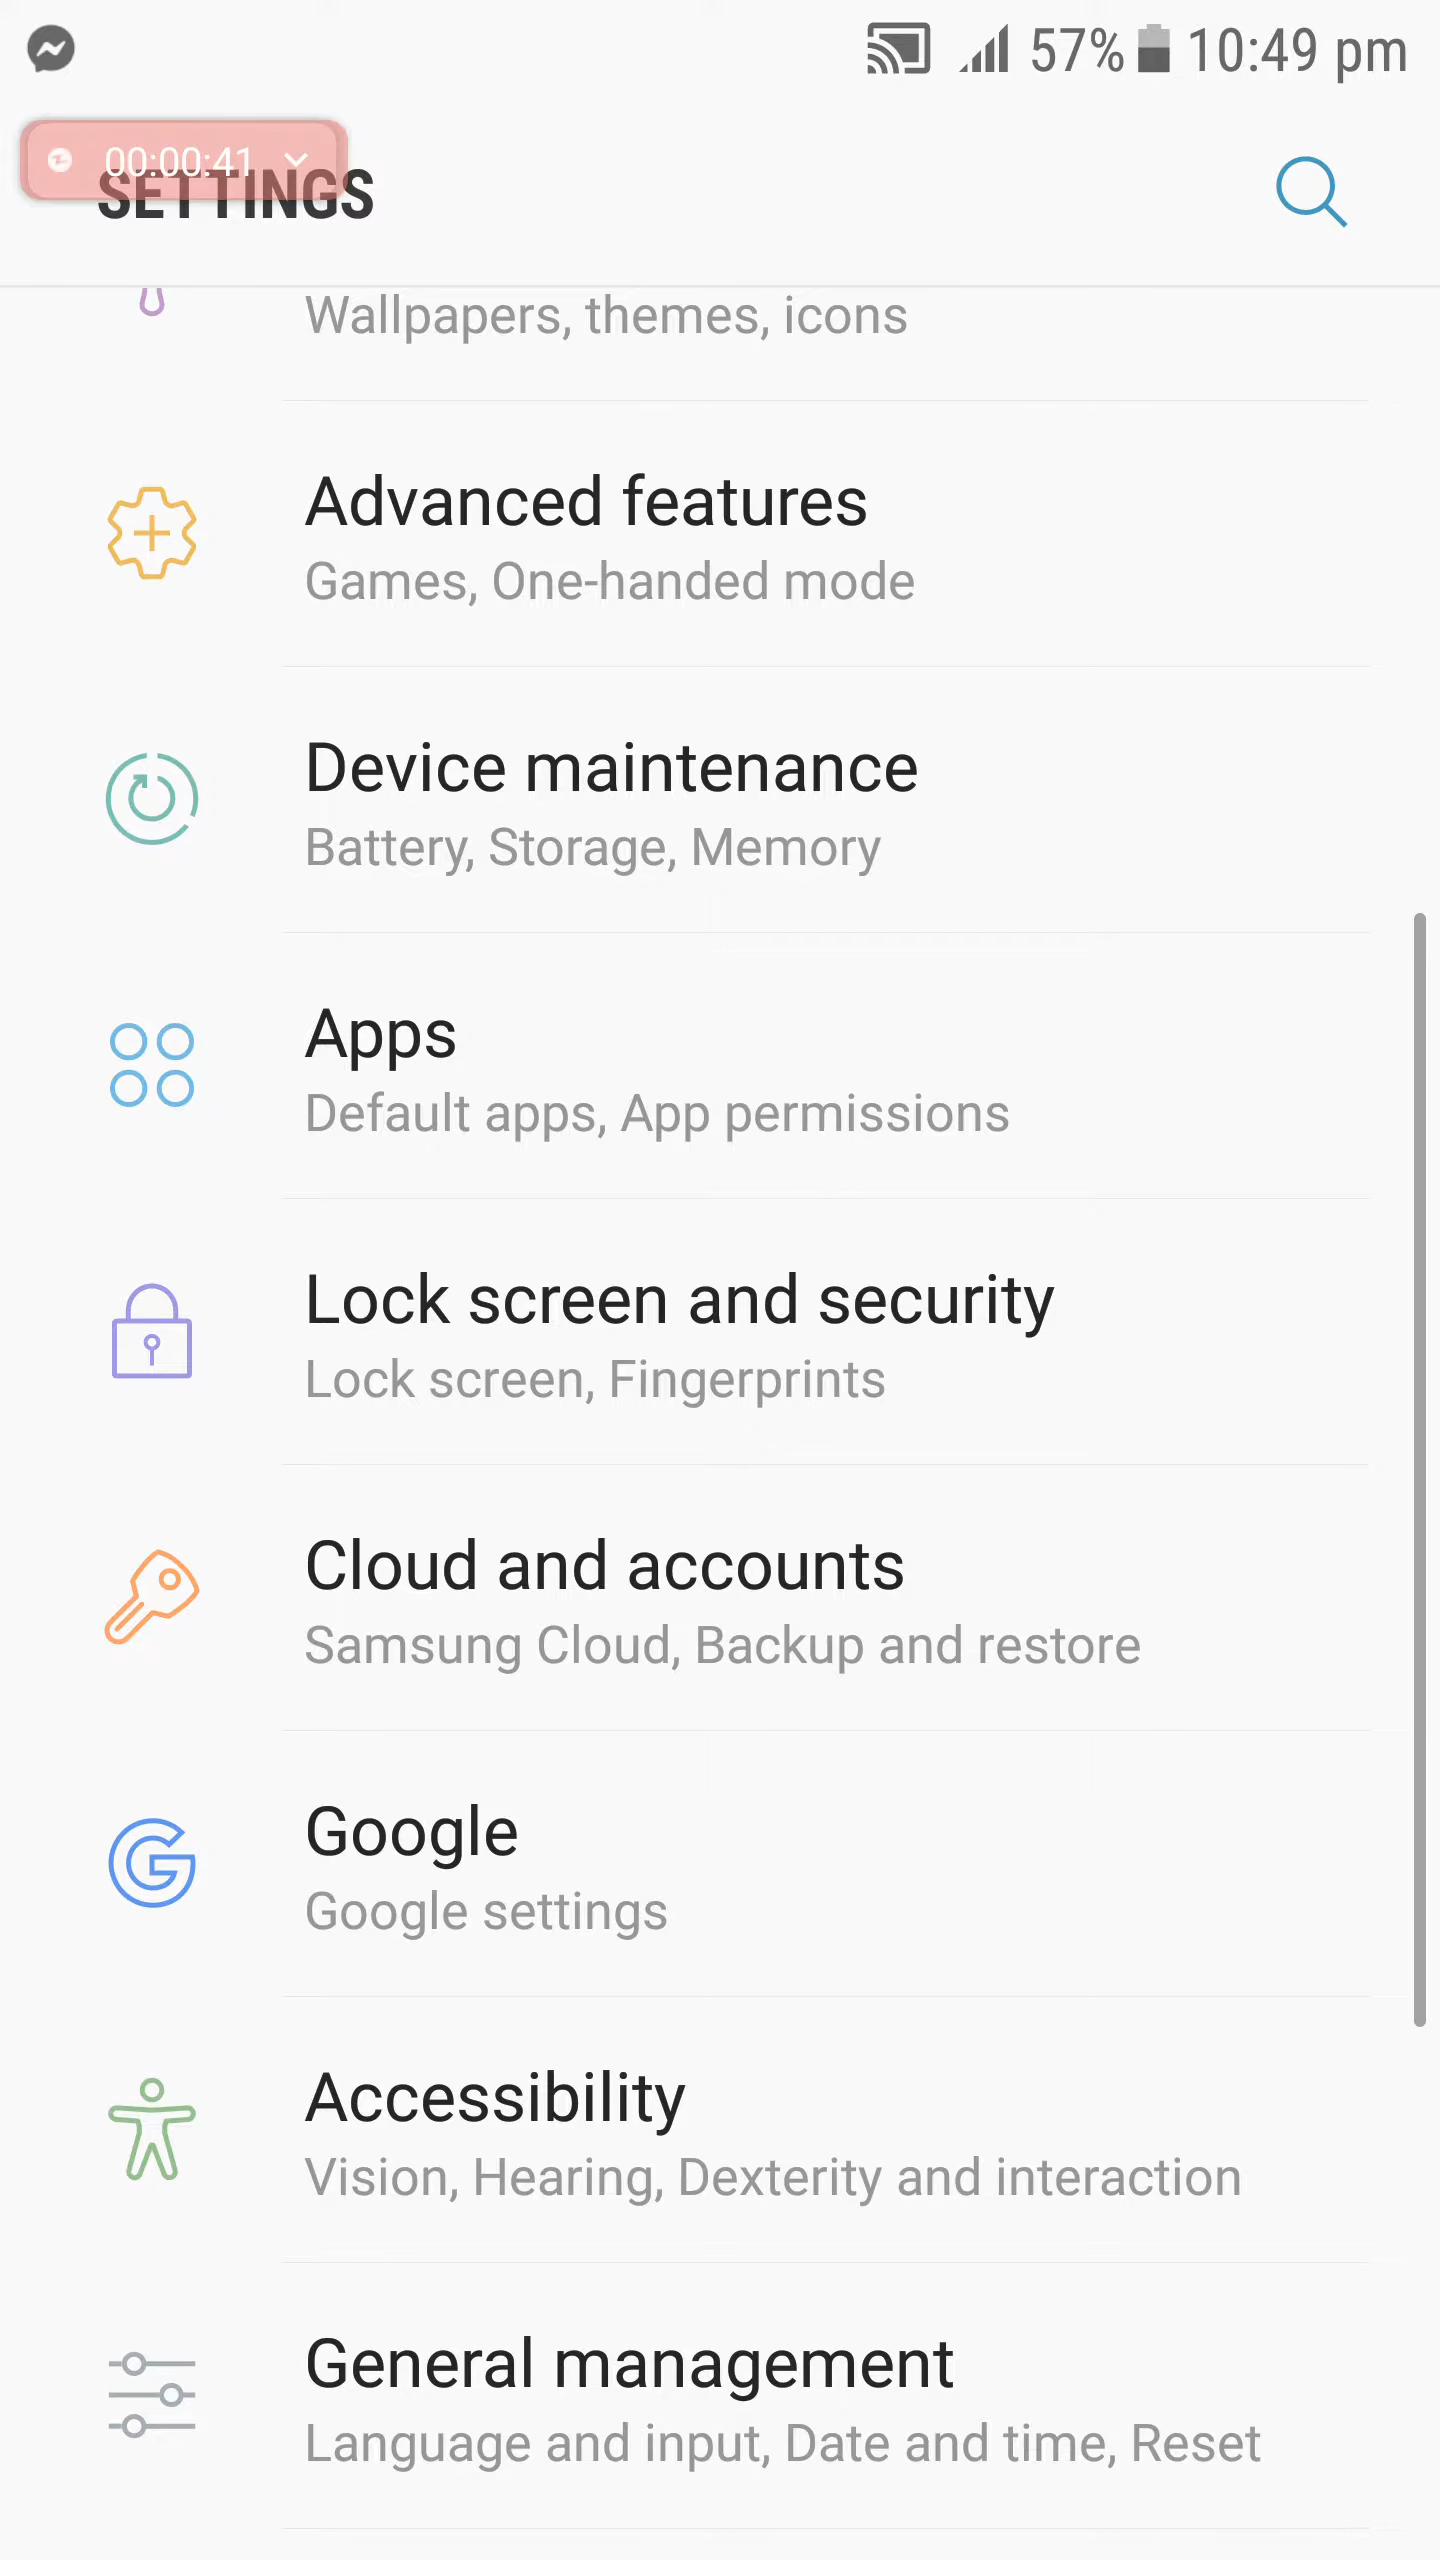 57% 10:49 pm
00:00:41
SETTINGS
Wallpapers, themes, icons
Advanced features
Games, One-handed mode
Device maintenance
Battery, Storage, Memory
Apps
Default apps, App permissions
Lock screen and security
Lock screen, Fingerprints
Cloud and accounts
Samsung Cloud, Backup and restore
Google
Google settings
Accessibility
Vision, Hearing, Dexterity and interaction
General management
Language and input, Date and time, Reset